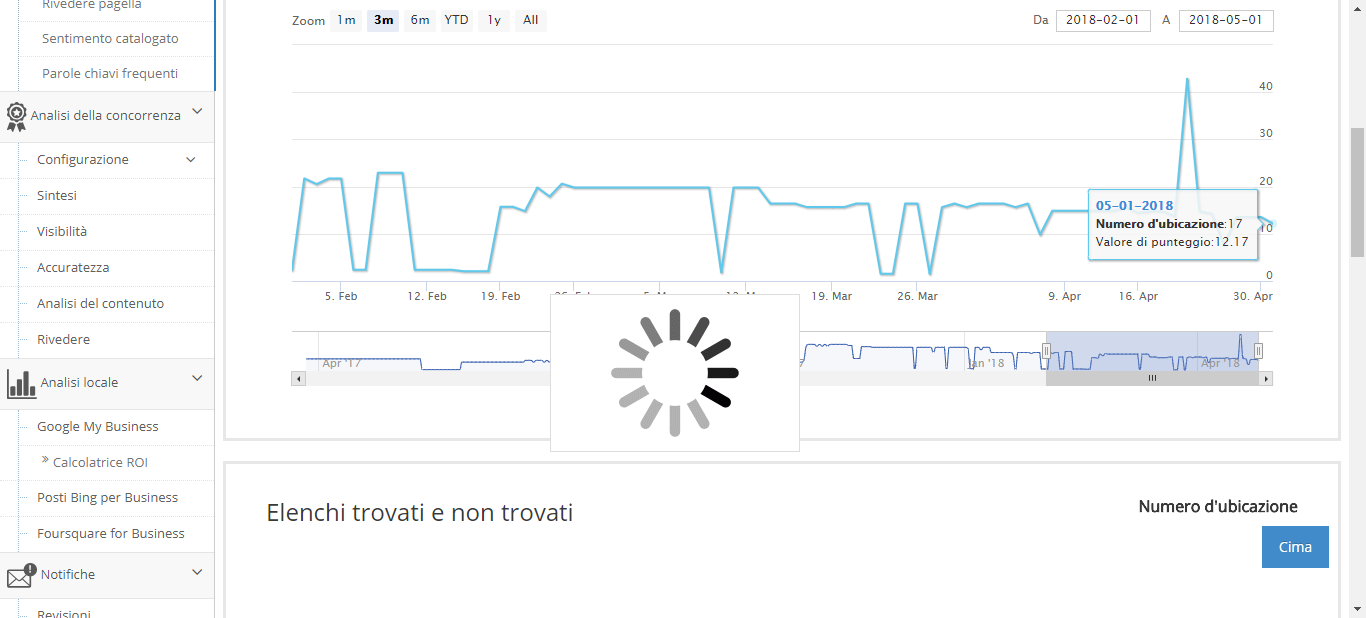 Rivedere pagella
Sentimento catalogato
Parole chiavi frequenti
Analisi della concorrenza
Configurazione
Sintesi
Visibilità
Accuratezza
Analisi del contenuto
Rivedere
Analisi locale
Google My Business
» Calcolatrice ROI
Posti Bing per Business
Foursquare for Business
Notifiche
Revisioni
Zoom 1m 3m 6m YTD 1y All
Da 2018-02-01 A 2018-05-01
40
30
20
10
0
05-01-2018
Numero d'ubicazione:17
Valore di punteggio:12.17
5. Feb 12. Feb 19. Feb 26. Feb 5. Mar 12. Mar 19. Mar 26. Mar 9. Apr 16. Apr 30. Apr
Apr '17 Jan '18 Apr '18
Elenchi trovati e non trovati
Numero d'ubicazione
Cima